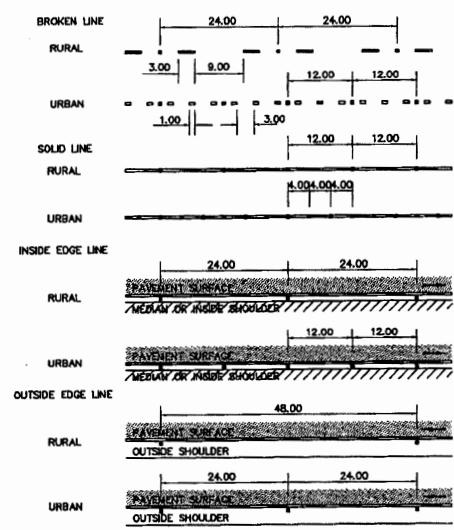 BROKEN LINE
24.00 24.00
RURAL
3.00 9.00
12.00 12.00
URBAN
1.00 3.00
SOLID LINE
12.00 12.00
RURAL
4.00 4.00 4.00
URBAN
INSIDE EDGE LINE
24.00 24.00
PAVEMENT SURFACE
RURAL
MEDIAN OR INSIDE SHOULDER
12.00 12.00
PAVEMENT SURFACE
URBAN
MEDIAN OR INSIDE SHOULDER
OUTSIDE EDGE LINE
48.00
PAVEMENT SURFACE
RURAL
OUTSIDE SHOULDER
24.00 24.00
PAVEMENT SURFACE
URBAN
OUTSIDE SHOULDER